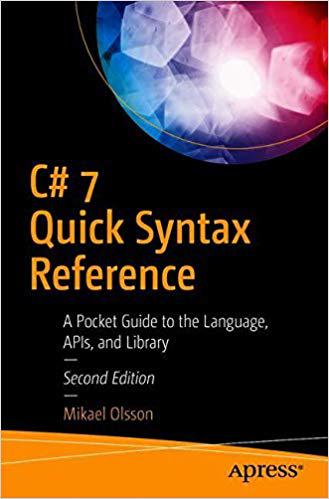 C# 7
Quick Syntax
Reference
A Pocket Guide to the Language,
APIs, and Library
—
Second Edition
—
Mikael Olsson
Apress®